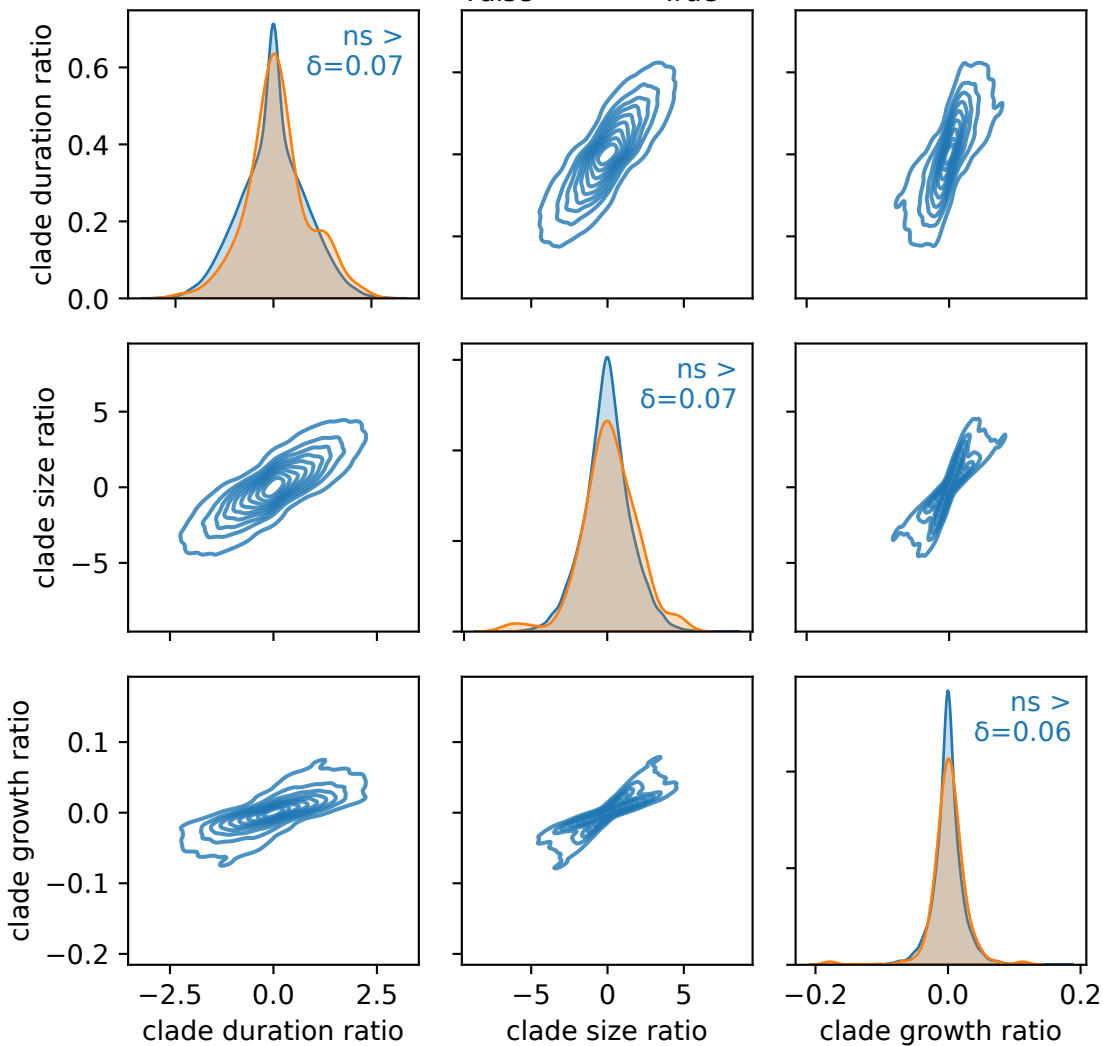 clade duration ratio
0.6
0.4
0.2
0.0
ns >
δ=0.07
clade size ratio
5
0
−5
ns >
δ=0.07
clade growth ratio
0.1
0.0
−0.1
−0.2
ns >
δ=0.06
−2.5 0.0 2.5
−5 0 5
−0.2 0.0 0.2
clade duration ratio
clade size ratio
clade growth ratio